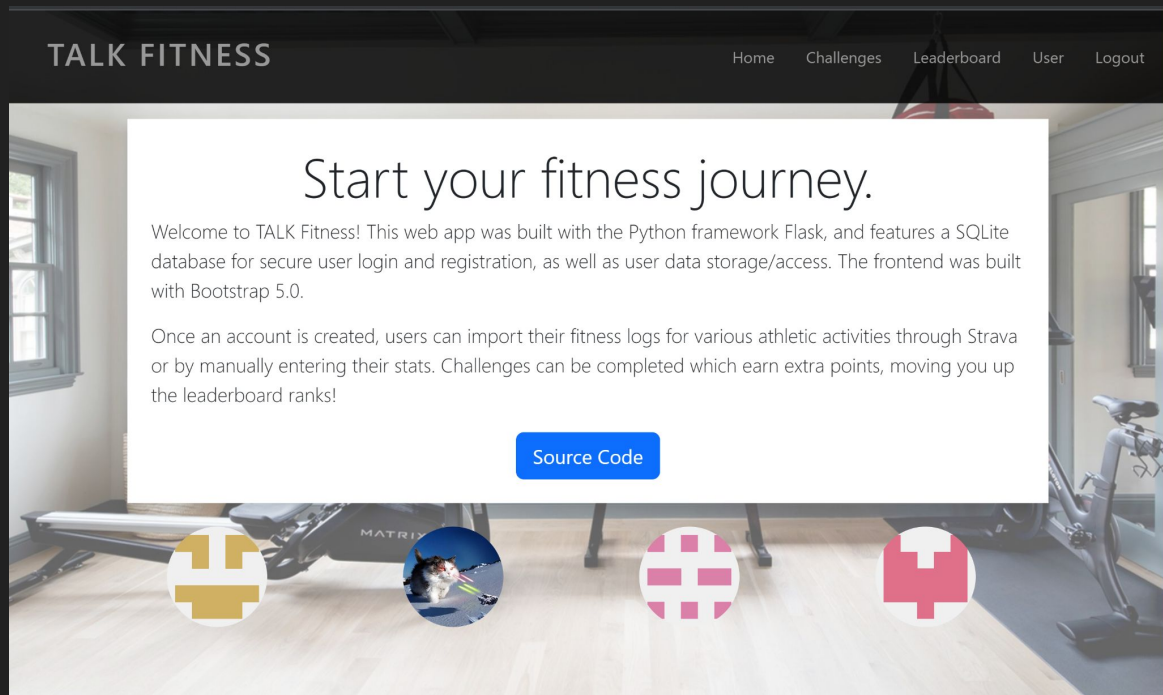 TALK FITNESS
Home Challenges Leaderboard User Logout
Start your fitness journey.
Welcome to TALK Fitness! This web app was built with the Python framework Flask, and features a SQLite
database for secure user login and registration, as well as user data storage/access. The frontend was built
with Bootstrap 5.0.
Once an account is created, users can import their fitness logs for various athletic activities through Strava
or by manually entering their stats. Challenges can be completed which earn extra points, moving you up
the leaderboard ranks!
Source Code
MATRIX